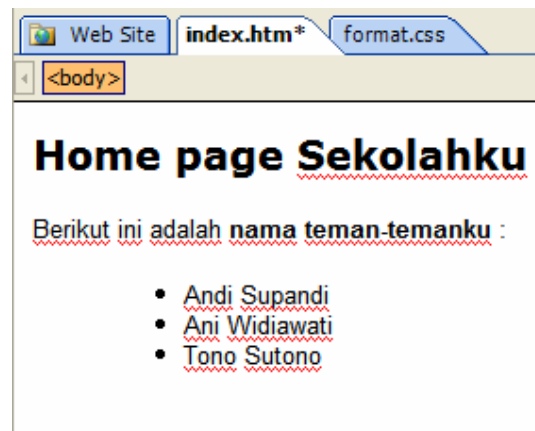 Web Site index.htm* format.css
<body>
Home page Sekolahku
Berikut ini adalah nama teman-temanku :
• Andi Supandi
• Ani Widiawati
• Tono Sutono